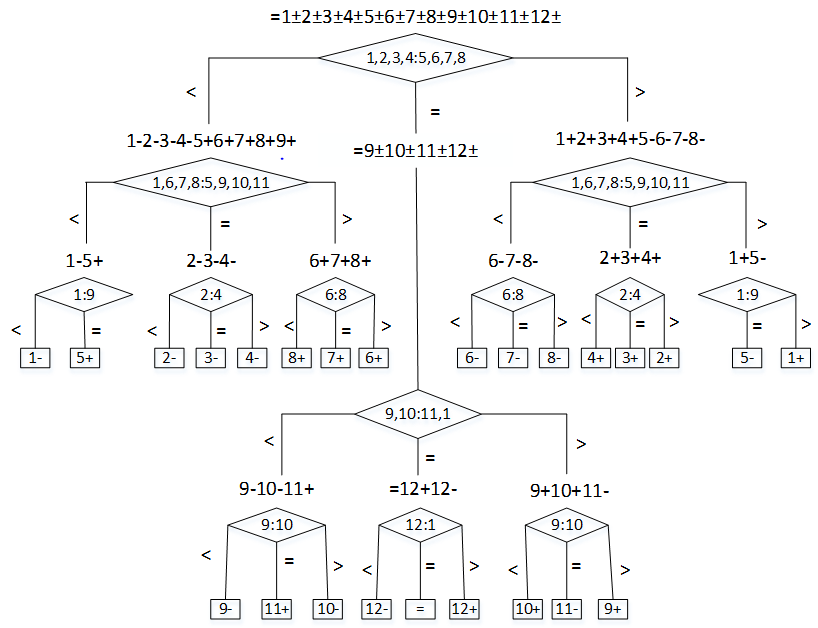 =1±2±3±4±5±6±7±8±9±10±11±12±
1,2,3,4:5,6,7,8
< = >
1-2-3-4-5+6+7+8+9+
=9±10±11±12±
1+2+3+4+5-6-7-8-
1,6,7,8:5,9,10,11
1,6,7,8:5,9,10,11
< = > < = >
1-5+ 2-3-4- 6+7+8+ 6-7-8- 2+3+4+ 1+5-
1:9 2:4 6:8 6:8 2:4 1:9
< = < = > < = > < = > < = > = >
1- 5+ 2- 3- 4- 8+ 7+ 6+ 6- 7- 8- 4+ 3+ 2+ 5- 1+
9,10:11,1
< = >
9-10-11+ =12+12- 9+10+11-
9:10 12:1 9:10
< = > < = > < = >
9- 11+ 10- 12- = 12+ 10+ 11- 9+